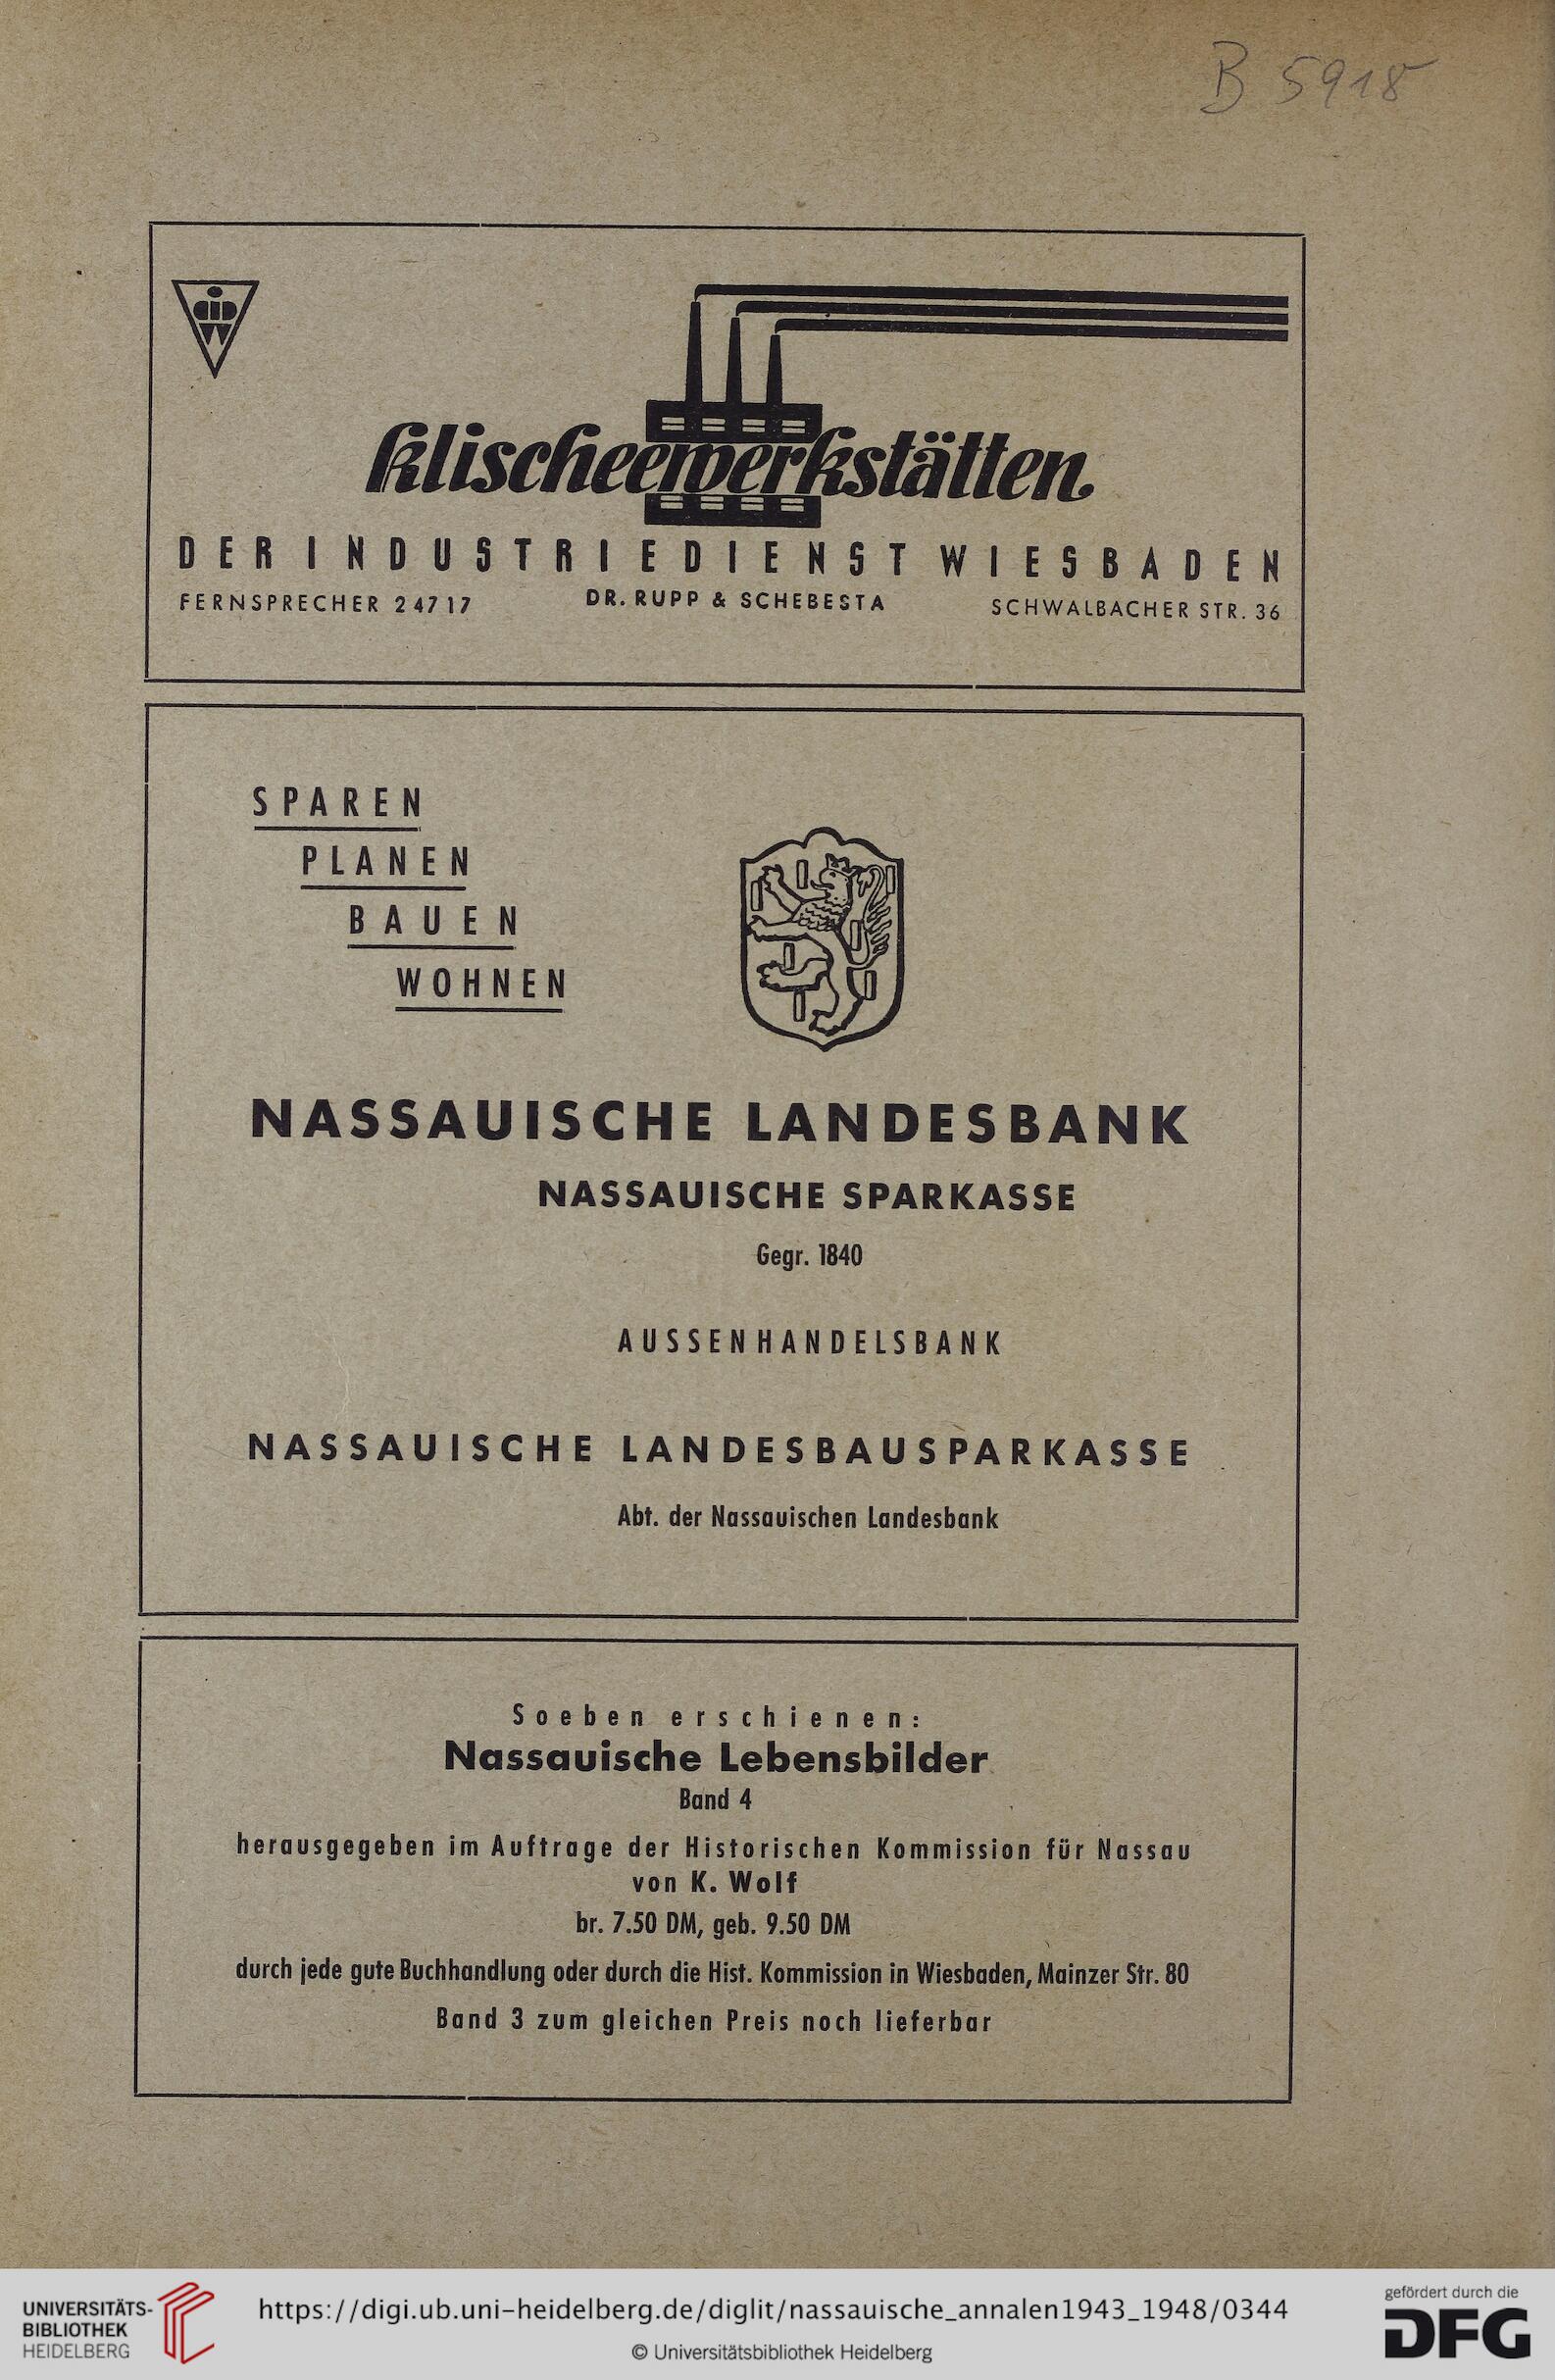 B 5918
DIDW
Klischeewerkstätten
DER INDUSTRIEDIENST WIESBADEN
FERNSPRECHER 24717 DR. RUPP & SCHEBESTA SCHWALBACHER STR. 36
SPAREN
PLANEN
BAUEN
WOHNEN
NASSAUISCHE LANDESBANK
NASSAUISCHE SPARKASSE
Gegr. 1840
AUSSENHANDELSBANK
NASSAUISCHE LANDESBAUSPARKASSE
Abt. der Nassauischen Landesbank
Soeben erschienen:
Nassauische Lebensbilder
Band 4
herausgegeben im Auftrage der Historischen Kommission für Nassau
von K. Wolf
br. 7.50 DM, geb. 9.50 DM
durch jede gute Buchhandlung oder durch die Hist. Kommission in Wiesbaden, Mainzer Str. 80
Band 3 zum gleichen Preis noch lieferbar
UNIVERSITÄTS-
BIBLIOTHEK
HEIDELBERG
https://digi.ub.uni-heidelberg.de/diglit/nassauische_annalen1943_1948/0344
© Universitätsbibliothek Heidelberg
gefördert durch die
DFG